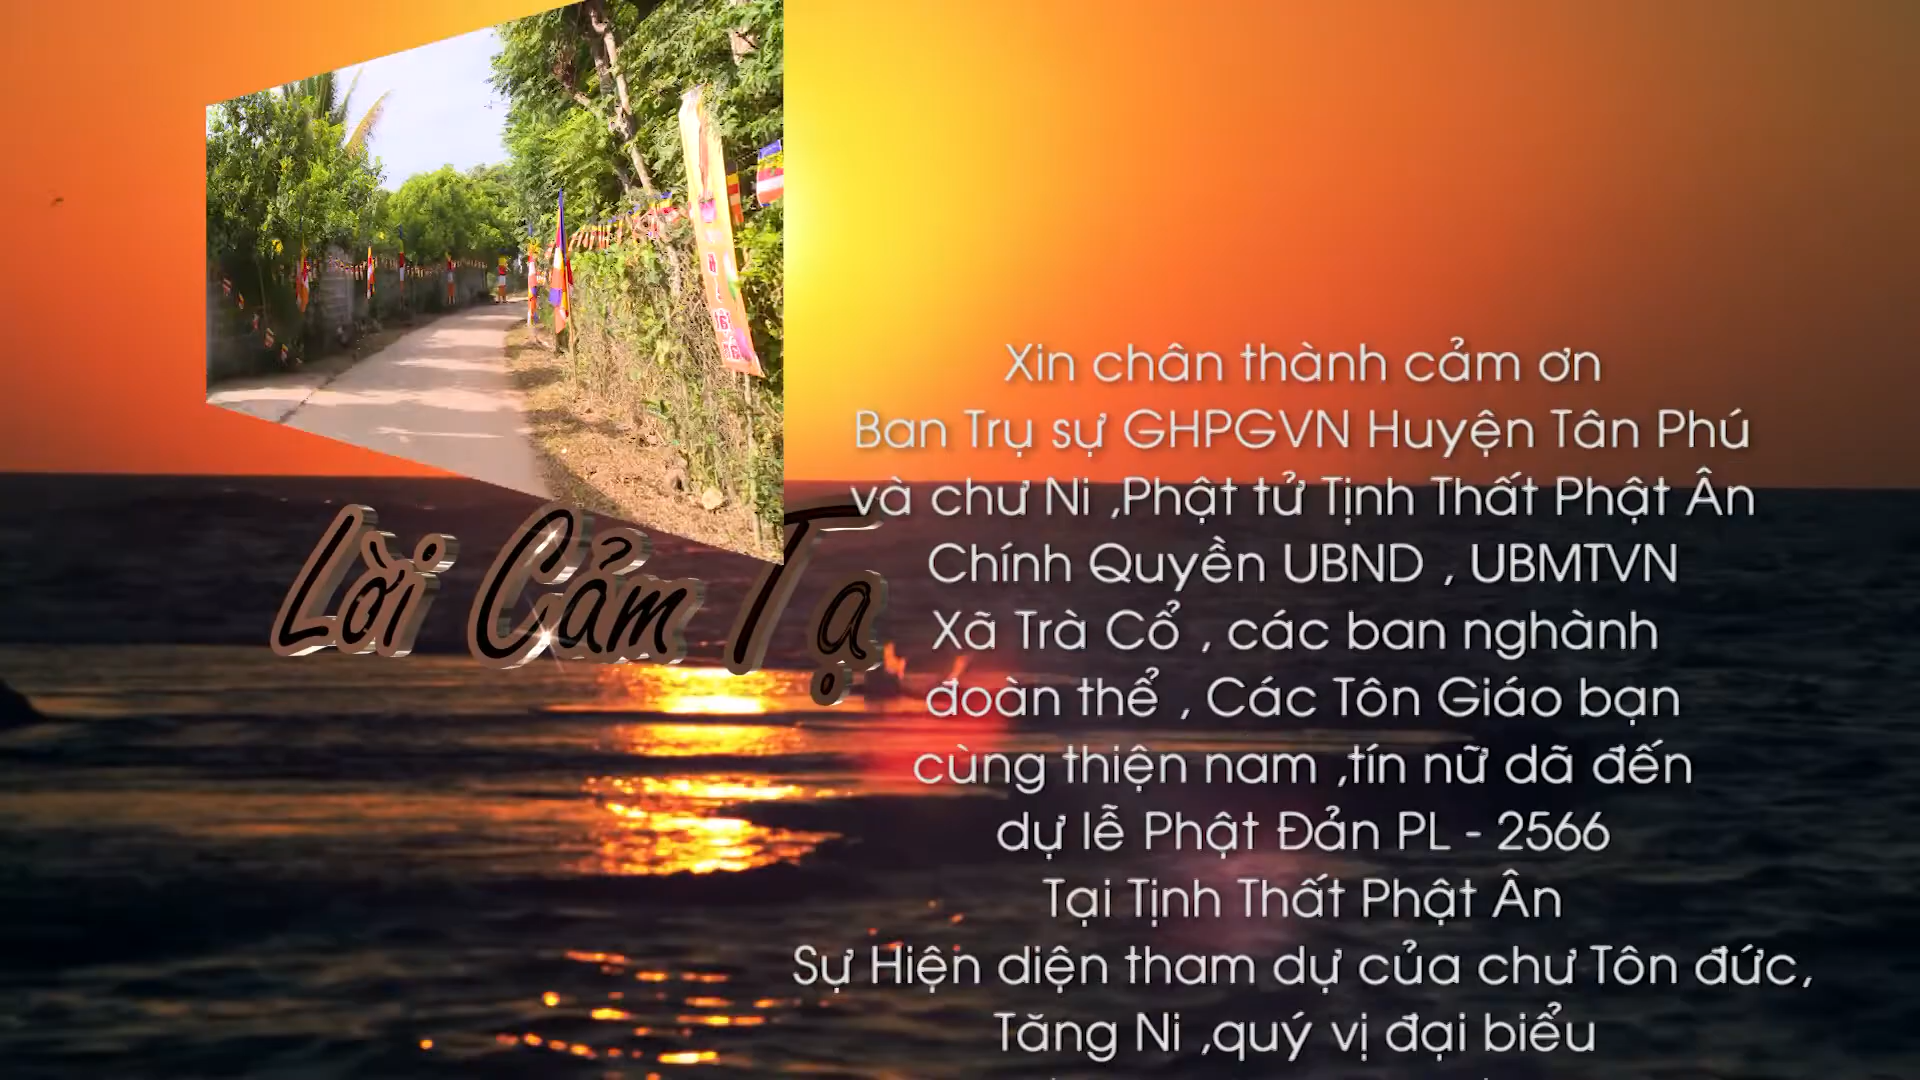 Lời Cảm Tạ
Xin chân thành cảm ơn
Ban Trụ sự GHPGVN Huyện Tân Phú
và chư Ni ,Phật tử Tịnh Thất Phật Ân
Chính Quyền UBND , UBMTVN
Xã Trà Cổ , các ban nghành
đoàn thể , Các Tôn Giáo bạn
cùng thiện nam ,tín nữ dã đến
dự lễ Phật Đản PL - 2566
Tại Tịnh Thất Phật Ân
Sự Hiện diện tham dự của chư Tôn đức,
Tăng Ni ,quý vị đại biểu